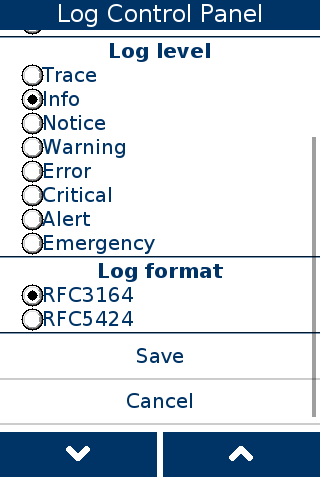 Log Control Panel
Log level
Trace
Info
Notice
Warning
Error
Critical
Alert
Emergency
Log format
RFC3164
RFC5424
Save
Cancel